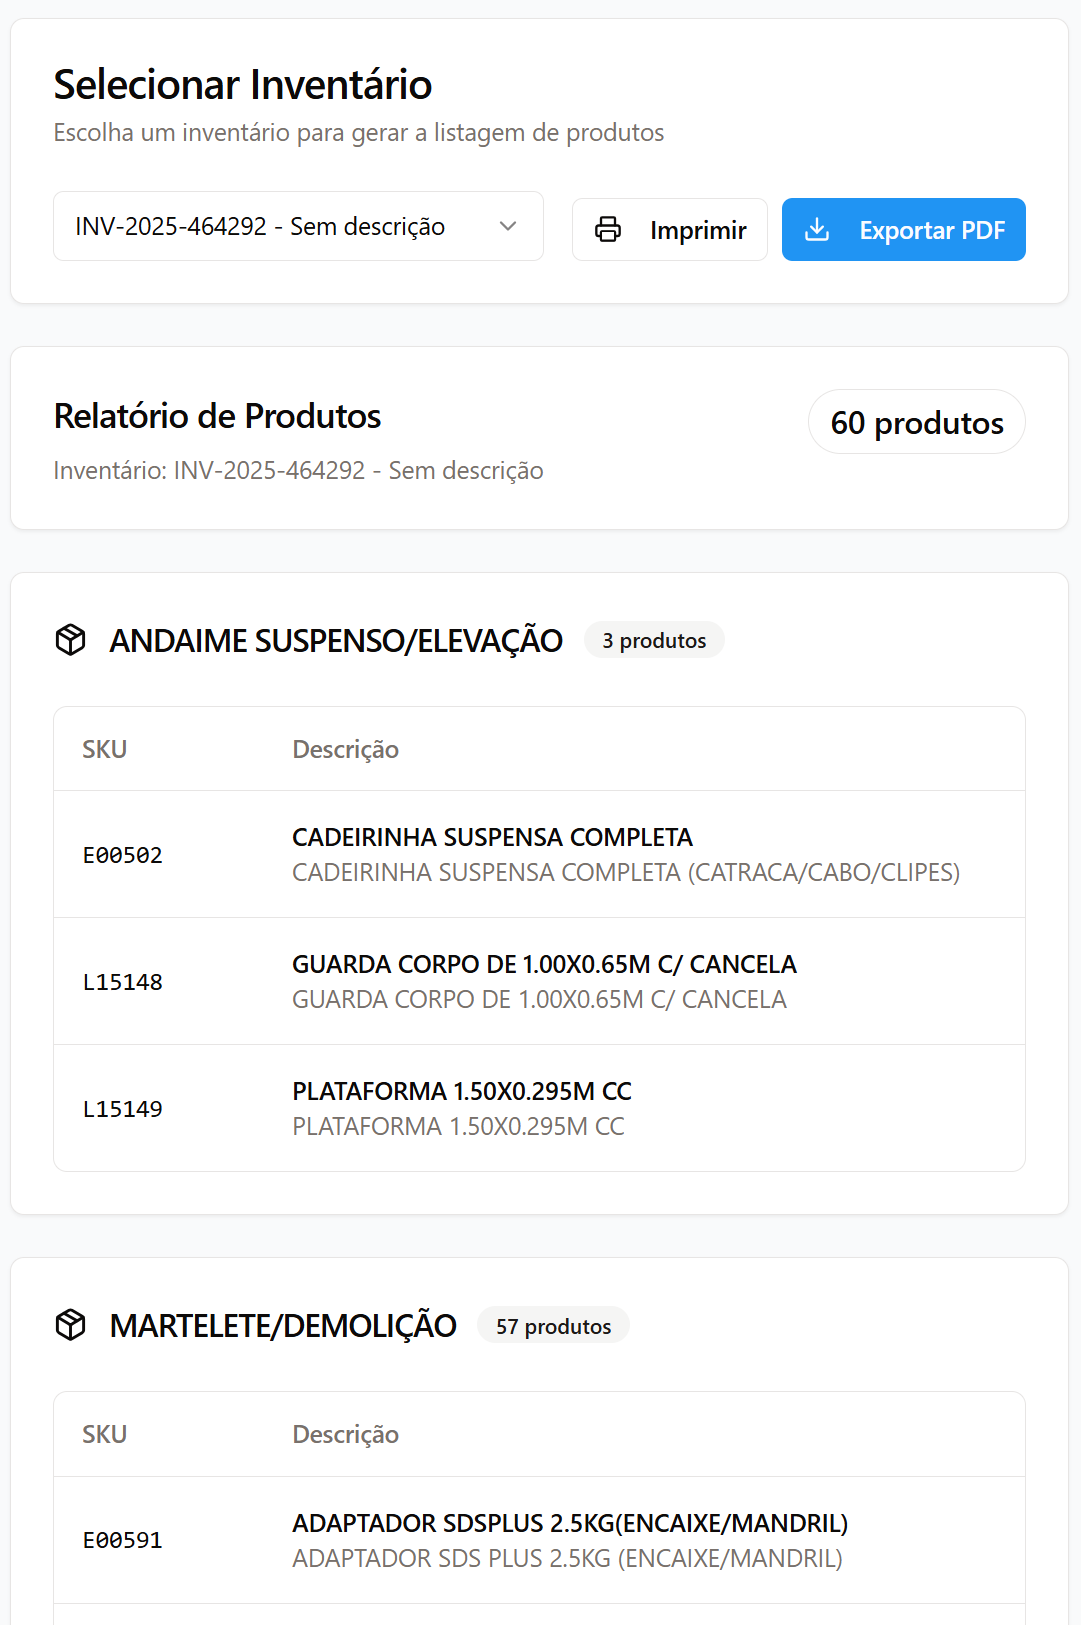 Selecionar Inventário
Escolha um inventário para gerar a listagem de produtos
INV-2025-464292 - Sem descrição
Imprimir
Exportar PDF
Relatório de Produtos
60 produtos
Inventário: INV-2025-464292 - Sem descrição
ANDAIME SUSPENSO/ELEVAÇÃO
3 produtos
SKU
Descrição
E00502
CADEIRINHA SUSPENSA COMPLETA
CADEIRINHA SUSPENSA COMPLETA (CATRACA/CABO/CLIPES)
L15148
GUARDA CORPO DE 1.00X0.65M C/ CANCELA
GUARDA CORPO DE 1.00X0.65M C/ CANCELA
L15149
PLATAFORMA 1.50X0.295M CC
PLATAFORMA 1.50X0.295M CC
MARTELETE/DEMOLIÇÃO
57 produtos
SKU
Descrição
E00591
ADAPTADOR SDSPLUS 2.5KG(ENCAIXE/MANDRIL)
ADAPTADOR SDS PLUS 2.5KG (ENCAIXE/MANDRIL)